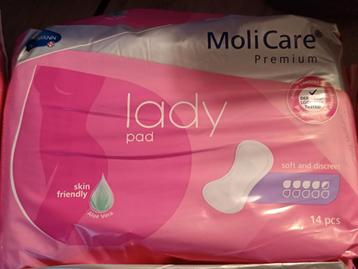 MoliCare®
Premium
lady
pad
skin
friendly
Aloe Vera
soft and discreet
14 pcs